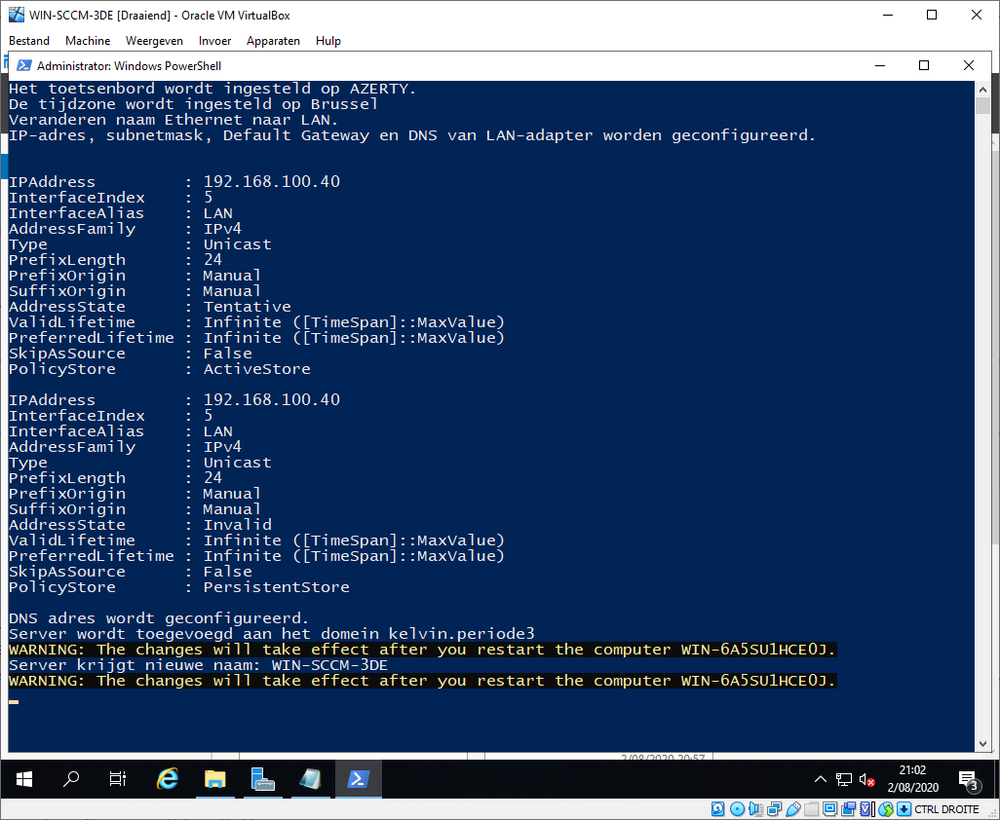 WIN-SCCM-3DE [Draaiend] - Oracle VM VirtualBox
Bestand Machine Weergeven Invoer Apparaten Hulp
Administrator: Windows PowerShell
Het toetsenbord wordt ingesteld op AZERTY.
De tijdzone wordt ingesteld op Brussel
Veranderen naam Ethernet naar LAN.
IP-adres, subnetmask, Default Gateway en DNS van LAN-adapter worden geconfigureerd.
IPAddress : 192.168.100.40
InterfaceIndex : 5
InterfaceAlias : LAN
AddressFamily : IPv4
Type : Unicast
PrefixLength : 24
PrefixOrigin : Manual
SuffixOrigin : Manual
AddressState : Tentative
ValidLifetime : Infinite ([TimeSpan]::MaxValue)
PreferredLifetime : Infinite ([TimeSpan]::MaxValue)
SkipAsSource : False
PolicyStore : ActiveStore
IPAddress : 192.168.100.40
InterfaceIndex : 5
InterfaceAlias : LAN
AddressFamily : IPv4
Type : Unicast
PrefixLength : 24
PrefixOrigin : Manual
SuffixOrigin : Manual
AddressState : Invalid
ValidLifetime : Infinite ([TimeSpan]::MaxValue)
PreferredLifetime : Infinite ([TimeSpan]::MaxValue)
SkipAsSource : False
PolicyStore : PersistentStore
DNS adres wordt geconfigureerd.
Server wordt toegevoegd aan het domein kelvin.periode3
WARNING: The changes will take effect after you restart the computer WIN-6A5SU1HCE0J.
Server krijgt nieuwe naam: WIN-SCCM-3DE
WARNING: The changes will take effect after you restart the computer WIN-6A5SU1HCE0J.
2/08/2020 20:57
21:02
2/08/2020
3
CTRL DROITE